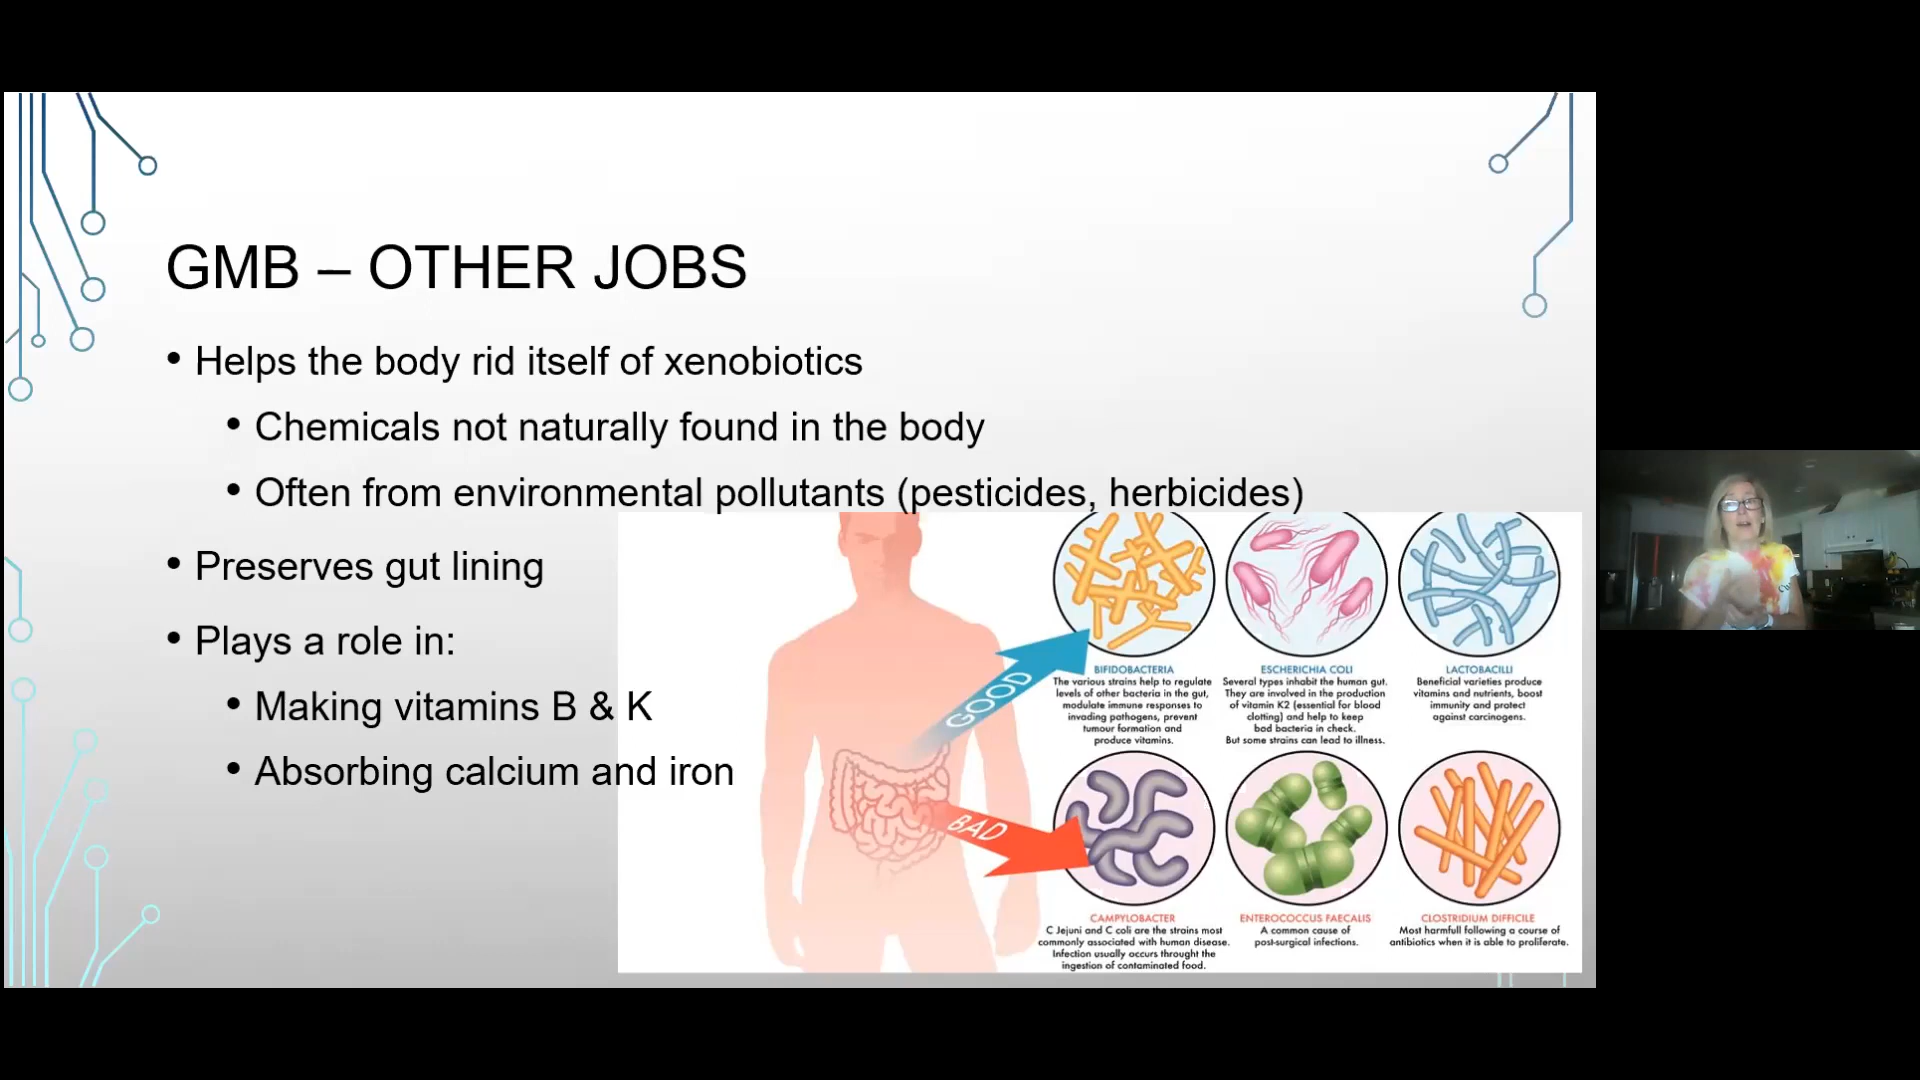 GMB – OTHER JOBS
• Helps the body rid itself of xenobiotics
• Chemicals not naturally found in the body
• Often from environmental pollutants (pesticides, herbicides)
• Preserves gut lining
• Plays a role in:
• Making vitamins B & K
• Absorbing calcium and iron
GOOD
BAD
BIFIDOBACTERIA
The various strains help to regulate
levels of other bacteria in the gut,
modulate immune responses to
invading pathogens, prevent
tumour formation and
produce vitamins.
ESCHERICHIA COLI
Several types inhabit the human gut.
They are involved in the production
of vitamin K2 (essential for blood
clotting) and help to keep
bad bacteria in check.
But some strains can lead to illness.
LACTOBACILLI
Beneficial varieties produce
vitamins and nutrients, boost
immunity and protect
against carcinogens.
CAMPYLOBACTER
C Jejuni and C coli are the strains most
commonly associated with human disease.
Infection usually occurs throught the
ingestion of contaminated food.
ENTEROCOCCUS FAECALIS
A common cause of
post-surgical infections.
CLOSTRIDIUM DIFFICILE
Most harmfull following a course of
antibiotics when it is able to proliferate.